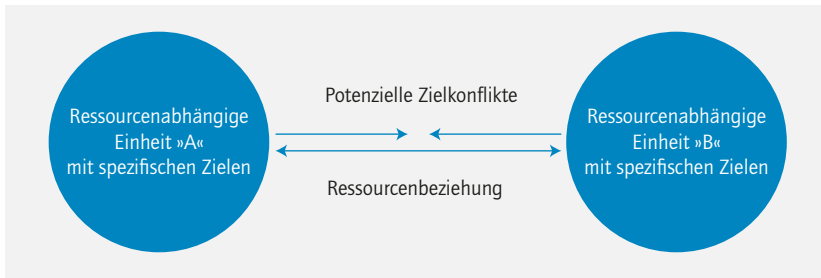 Ressourcenabhängige
Einheit »A«
mit spezifischen Zielen
Potenzielle Zielkonflikte
Ressourcenbeziehung
Ressourcenabhängige
Einheit »B«
mit spezifischen Zielen